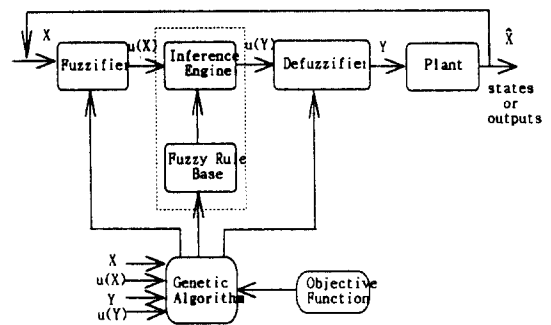 X
Fuzzifier
u(X)
Inference
Engine
u(Y)
Defuzzifier
Y
Plant
X̂
states
or
outputs
Fuzzy Rule
Base
X
u(X)
Y
u(Y)
Genetic
Algorithm
Objective
Function